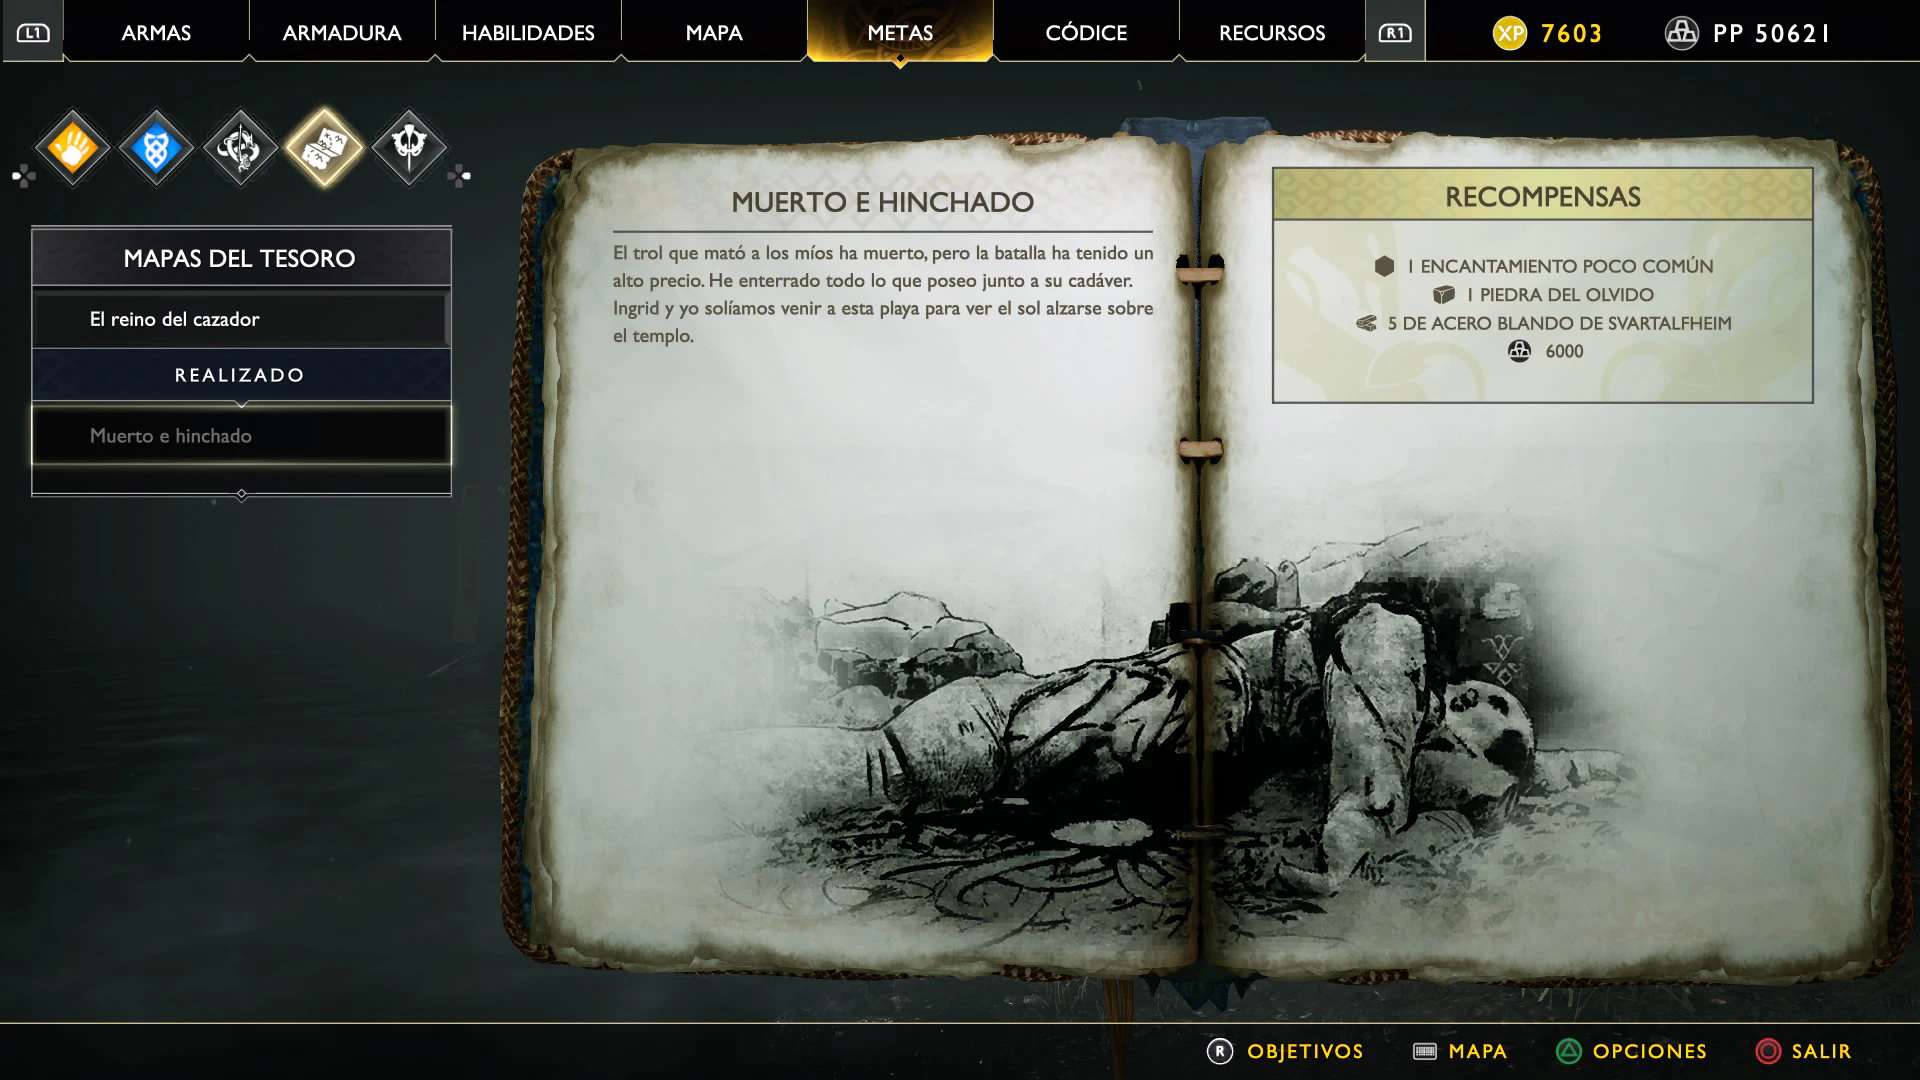 L1 ARMAS ARMADURA HABILIDADES MAPA METAS CÓDICE RECURSOS R1 XP 7603 PP 50621
MAPAS DEL TESORO
El reino del cazador
REALIZADO
Muerto e hinchado
MUERTO E HINCHADO
El trol que mató a los míos ha muerto, pero la batalla ha tenido un
alto precio. He enterrado todo lo que poseo junto a su cadáver.
Ingrid y yo solíamos venir a esta playa para ver el sol alzarse sobre
el templo.
RECOMPENSAS
1 ENCANTAMIENTO POCO COMÚN
1 PIEDRA DEL OLVIDO
5 DE ACERO BLANDO DE SVARTALFHEIM
6000
R OBJETIVOS MAPA OPCIONES SALIR